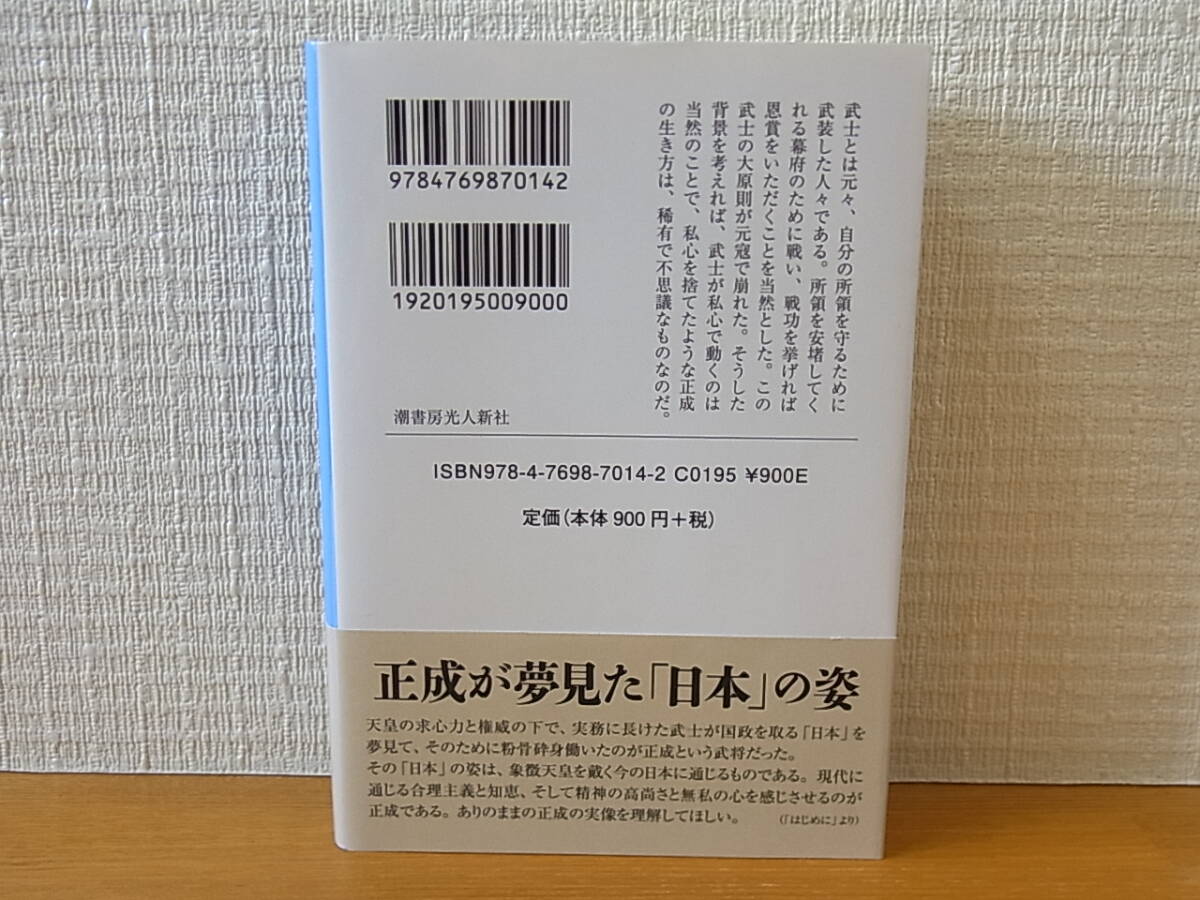 9784769870142
1920195009000
武士とは元々、自分の所領を守るために
武装した人々である。所領を安堵してく
れる幕府のために戦い、戦功を挙げれば
恩賞をいただくことを当然とした。この
武士の大原則が元寇で崩れた。そうした
背景を考えれば、武士が私心で動くのは
当然のことで、私心を捨てたような正成
の生き方は、稀有で不思議なものなのだ。
潮書房光人新社
ISBN978-4-7698-7014-2 C0195 ¥900E
定価(本体900円+税)
正成が夢見た「日本」の姿
天皇の求心力と権威の下で、実務に長けた武士が国政を取る「日本」を
夢見て、そのために粉骨砕身働いたのが正成という武将だった。
その「日本」の姿は、象徴天皇を戴く今の日本に通じるものである。現代に
通じる合理主義と知恵、そして精神の高尚さと無私の心を感じさせるのが
正成である。ありのままの正成の実像を理解してほしい。 (「はじめに」より)